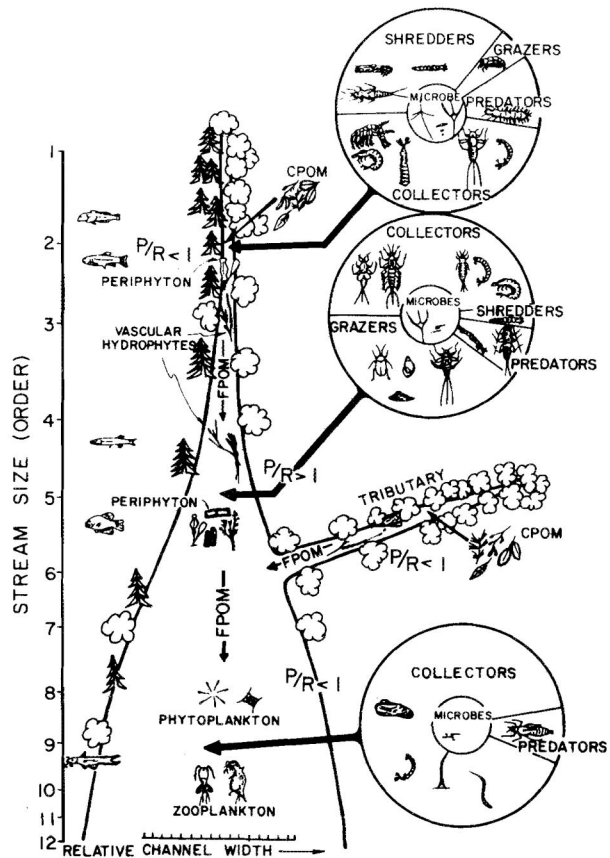 SHREDDERS
GRAZERS
MICROBES
PREDATORS
COLLECTORS
1
CPOM
2
P/R < 1
PERIPHYTON
COLLECTORS
MICROBES
SHREDDERS
GRAZERS
PREDATORS
3
VASCULAR
HYDROPHYTES
FPOM
4
STREAM SIZE (ORDER)
P/R > 1
5
PERIPHYTON
TRIBUTARY
CPOM
FPOM
P/R < 1
6
FPOM
7
P/R < 1
COLLECTORS
8
PHYTOPLANKTON
MICROBES
PREDATORS
9
10
ZOOPLANKTON
11
12
RELATIVE CHANNEL WIDTH